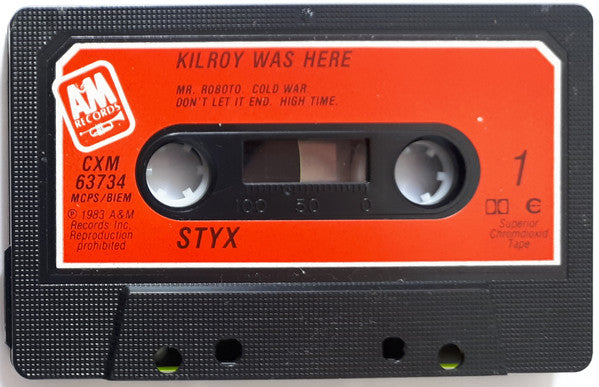 KILROY WAS HERE
MR. ROBOTO. COLD WAR.
DON'T LET IT END. HIGH TIME.
A&M
RECORDS
CXM
63734
MCPS/BIEM
℗ 1983 A&M
Records Inc.
Reproduction
prohibited
100 50 0
STYX
1
Superior
Chromdioxid
Tape